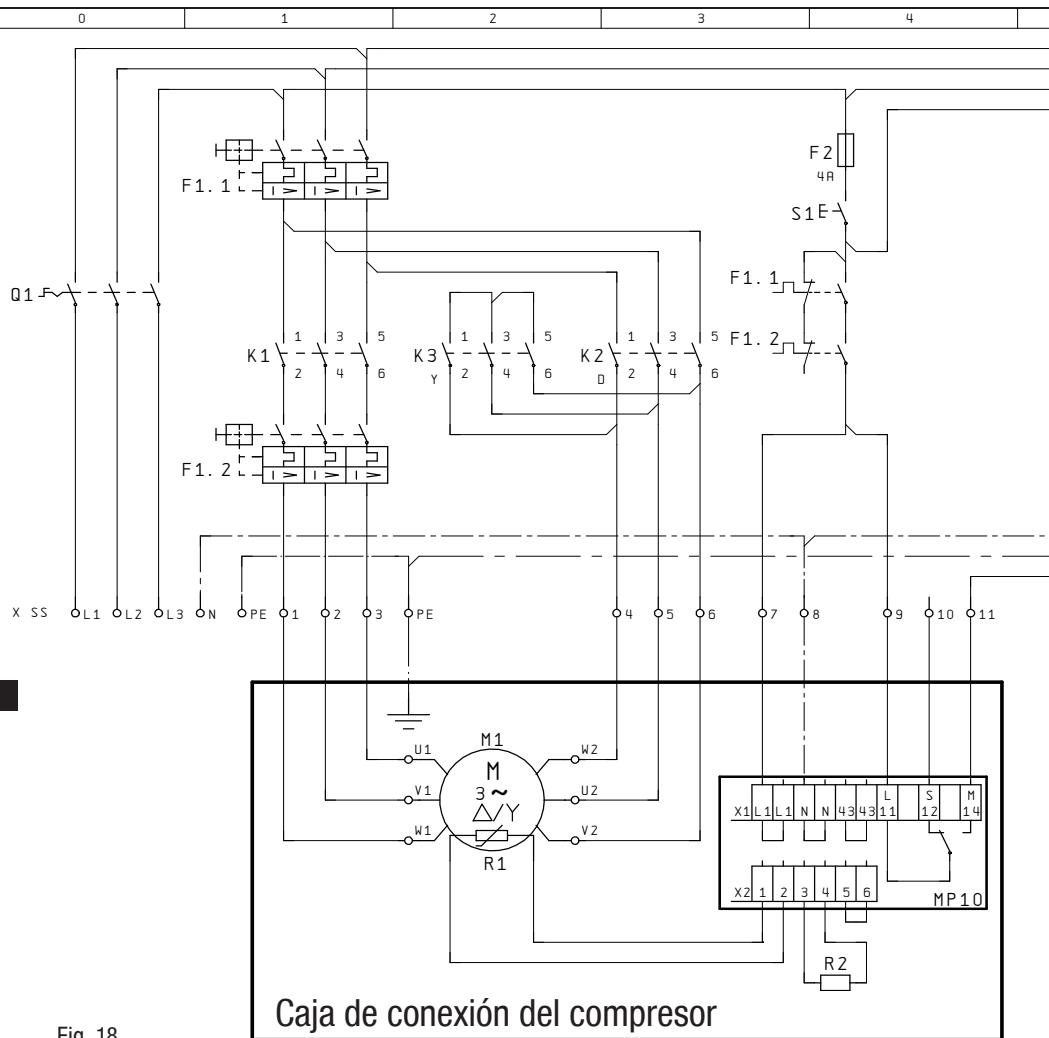 0 1 2 3 4
F2
4A
F1.1
S1
F1.1
Q1
1 3 5 1 3 5 1 3 5
K1 K3 K2 F1.2
2 4 6 Y 2 4 6 D 2 4 6
F1.2
I> I> I>
I> I> I>
X SS L1 L2 L3 N PE 1 2 3 PE 4 5 6 7 8 9 10 11
U1 M1 W2
M
V1 3 ~ U2
△/Y
W1 V2
R1
L S M
X1 L1 L1 N N 43 43 11 12 14
X2 1 2 3 4 5 6
MP10
R2
Caja de conexión del compresor
Fig. 18